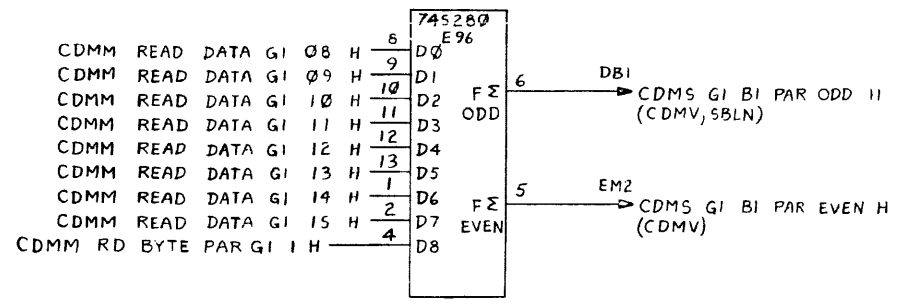 74S280
E96
CDMM READ DATA G1 Ø8 H 8 DØ
CDMM READ DATA G1 Ø9 H 9 D1
CDMM READ DATA G1 1Ø H 1Ø D2
CDMM READ DATA G1 11 H 11 D3
CDMM READ DATA G1 12 H 12 D4
CDMM READ DATA G1 13 H 13 D5
CDMM READ DATA G1 14 H 1 D6
CDMM READ DATA G1 15 H 2 D7
CDMM RD BYTE PAR G1 1 H 4 D8
FΣ 6 DB1 CDMS G1 B1 PAR ODD H
ODD (CDMV, SBLN)
FΣ 5 EM2 CDMS G1 B1 PAR EVEN H
EVEN (CDMV)